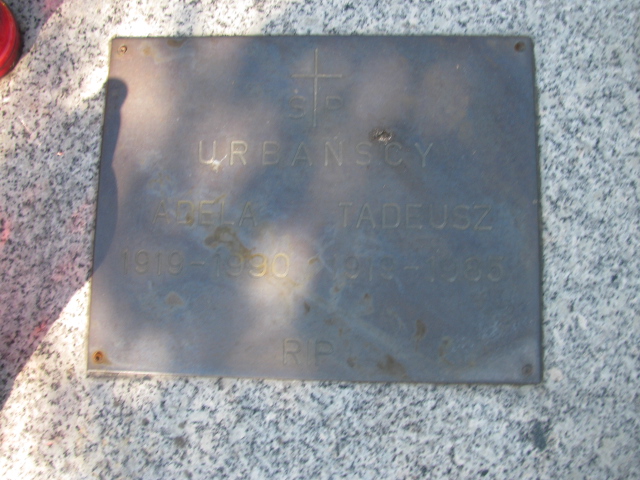 Ś P
URBAŃSCY
ADELA TADEUSZ
1919-1990
R P